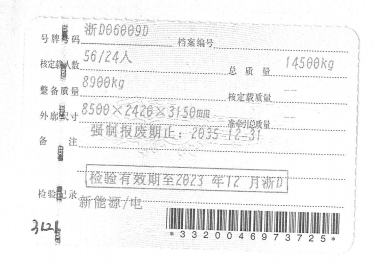 号牌号码 浙D06009D 档案编号
核定载人数 56/24人 总质量 14500kg
整备质量 8900kg 核定载质量 --
外廓尺寸 8500×2420×3150mm 准牵引总质量 --
备注 强制报废期止：2035-12-31
检验记录 检验有效期至2023年12月浙D
新能源/电
3121
*3320046973725*